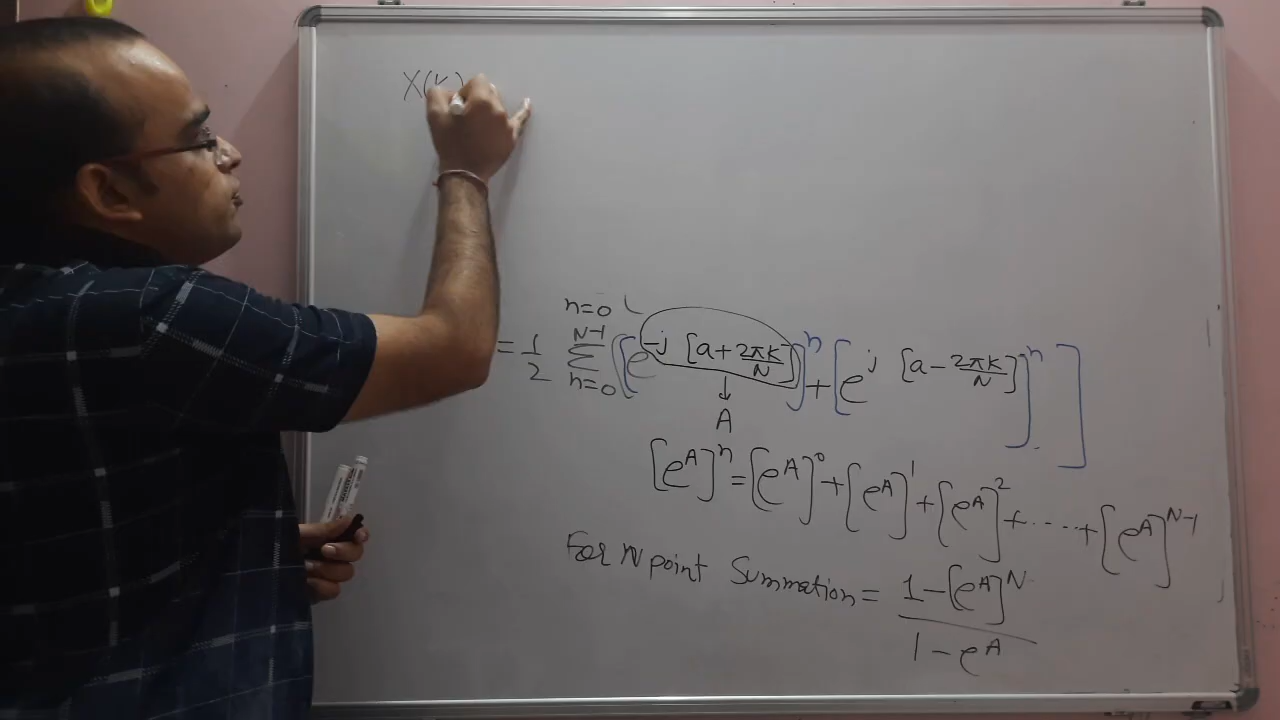 X(K)
n=0
= 1/2 N-1 Σ n=0 [[e^-j [a+2πK/N]]^n + [e^j [a-2πK/N]]^n]
↓
A
[e^A]^n = [e^A]^0 + [e^A]^1 + [e^A]^2 + ..... + [e^A]^N-1
For N point Summation = 1-[e^A]^N
1-e^A